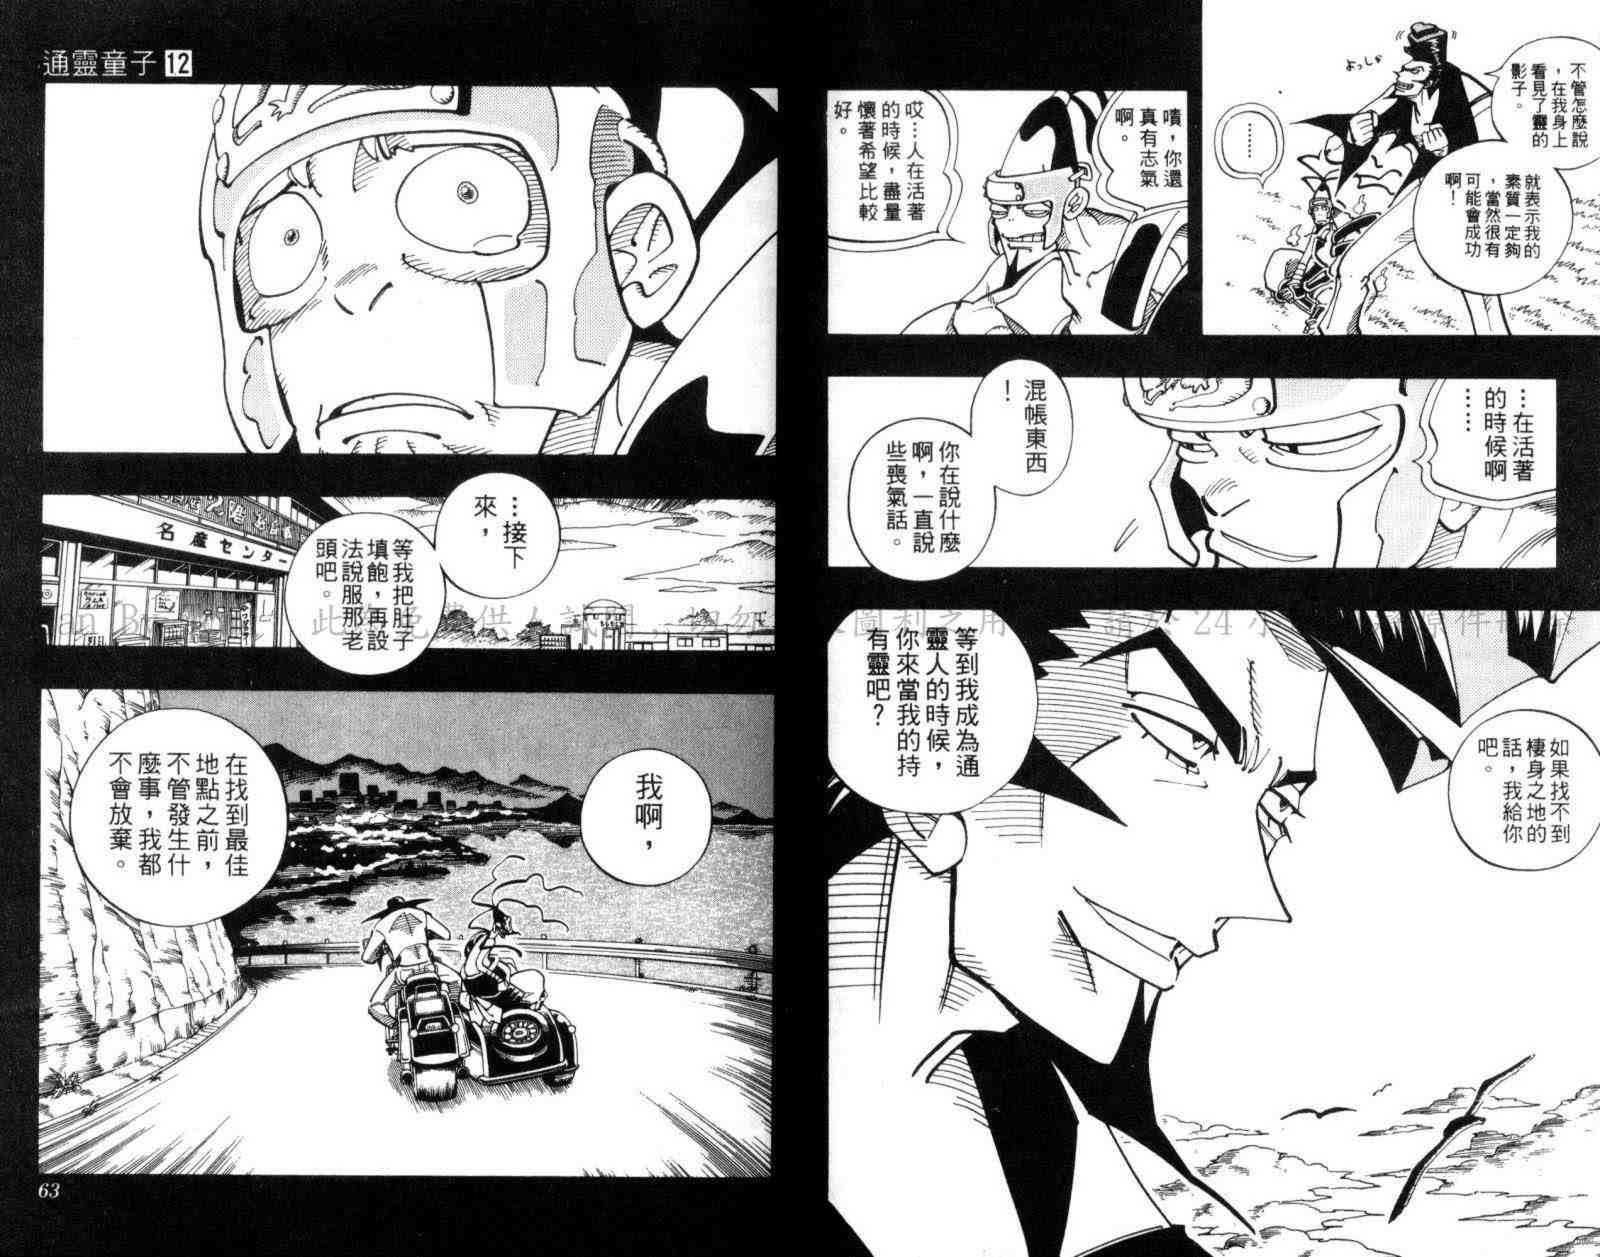 通靈童子 12
不管怎麼說
，在我身上
看見了靈的
影子。
よっしゃ
就表示我的
素質一定夠
，當然很有
可能會成功
啊！
……
嘖，你還
真有志氣
啊。
哎…人在活著
的時候，盡量
懷著希望比較
好。
…在活著
的時候啊
……
混帳東西
！
你在說什麼
啊，一直說
些喪氣話。
如果找不到
棲身之地的
話，我給你
吧。
等到我成為通
靈人的時候，
你來當我的持
有靈吧？
…接下
來，
等我把肚子
填飽，再設
法說服那老
頭吧。
名産センター
我啊，
在找到最佳
地點之前，
不管發生什
麼事，我都
不會放棄。
63